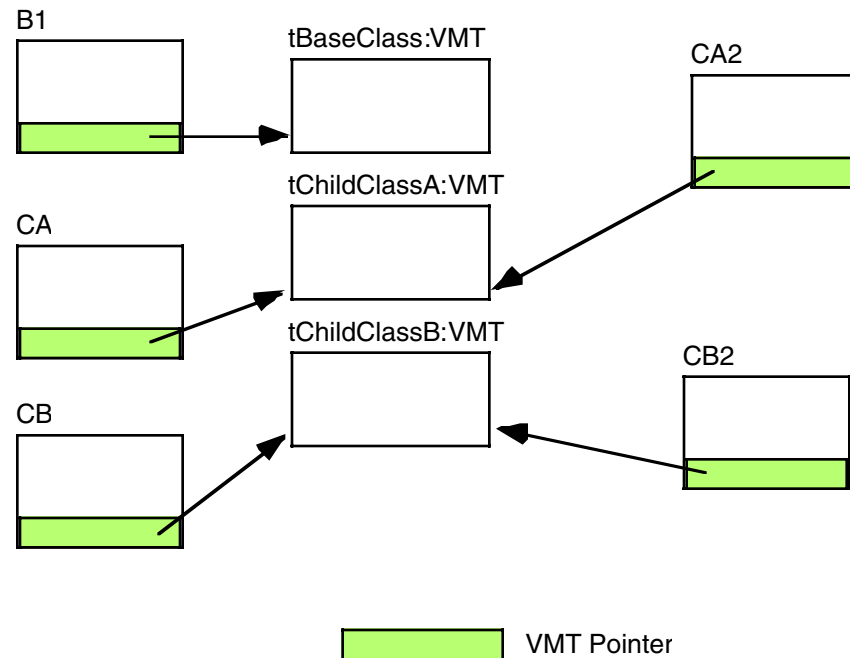 B1
tBaseClass:VMT
CA2
tChildClassA:VMT
CA
tChildClassB:VMT
CB2
CB
VMT Pointer